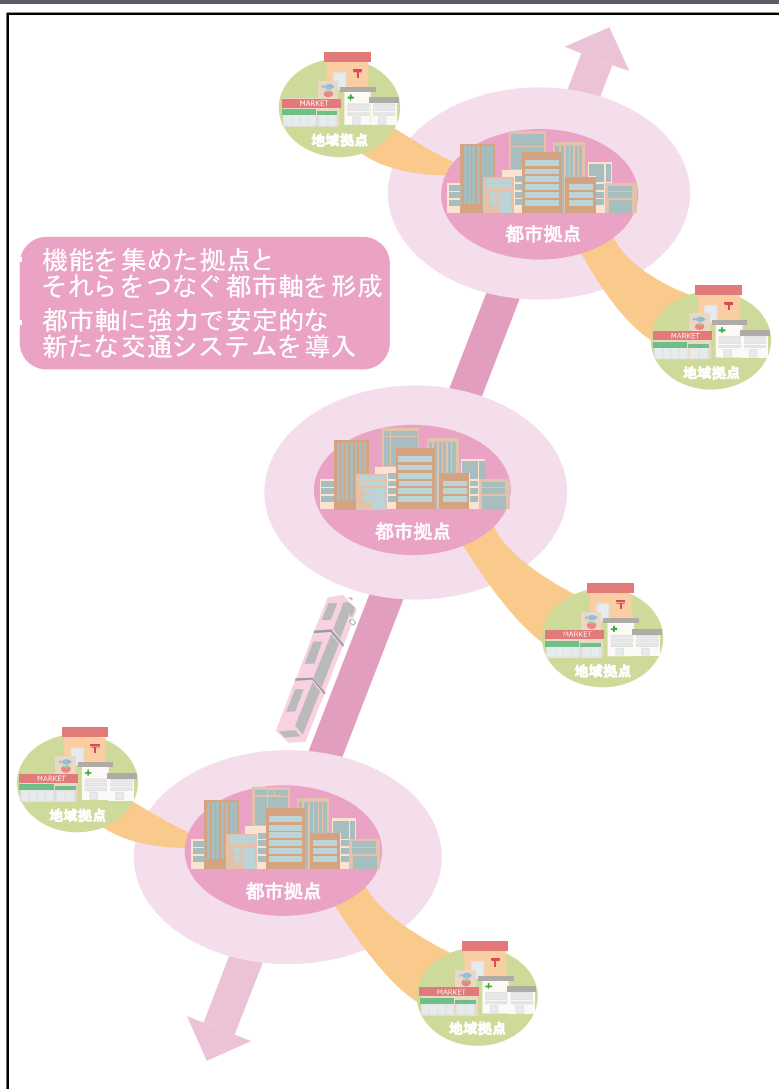 MARKET
地域拠点
都市拠点
・機能を集めた拠点と
それらをつなぐ都市軸を形成
・都市軸に強力で安定的な
新たな交通システムを導入
MARKET
地域拠点
都市拠点
MARKET
地域拠点
MARKET
地域拠点
都市拠点
MARKET
地域拠点